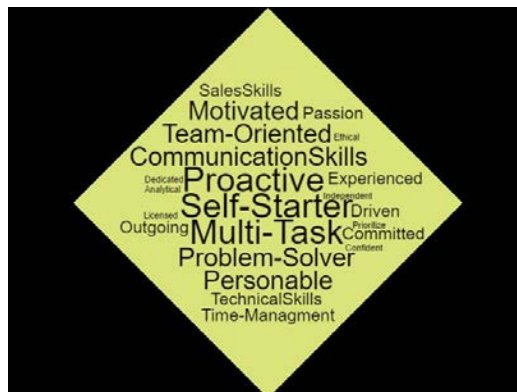 SalesSkills
Motivated Passion
Team-Oriented Ethical
CommunicationSkills
Dedicated Proactive Experienced
Analytical Independent
Self-Starter Driven
Licensed Prioritize
Outgoing Multi-Task Committed
Confident
Problem-Solver
Personable
TechnicalSkills
Time-Managment